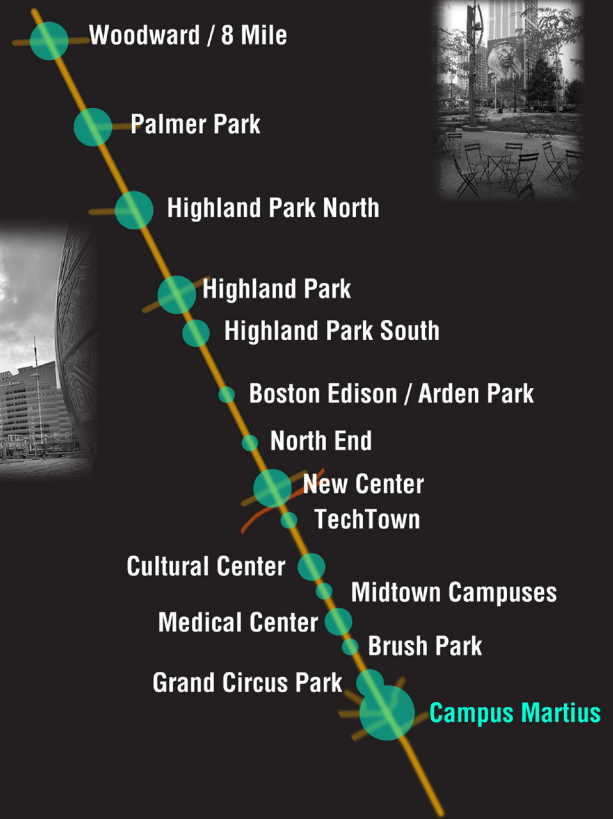 Woodward / 8 Mile
Palmer Park
Highland Park North
Highland Park
Highland Park South
Boston Edison / Arden Park
North End
New Center
TechTown
Cultural Center
Midtown Campuses
Medical Center
Brush Park
Grand Circus Park
Campus Martius